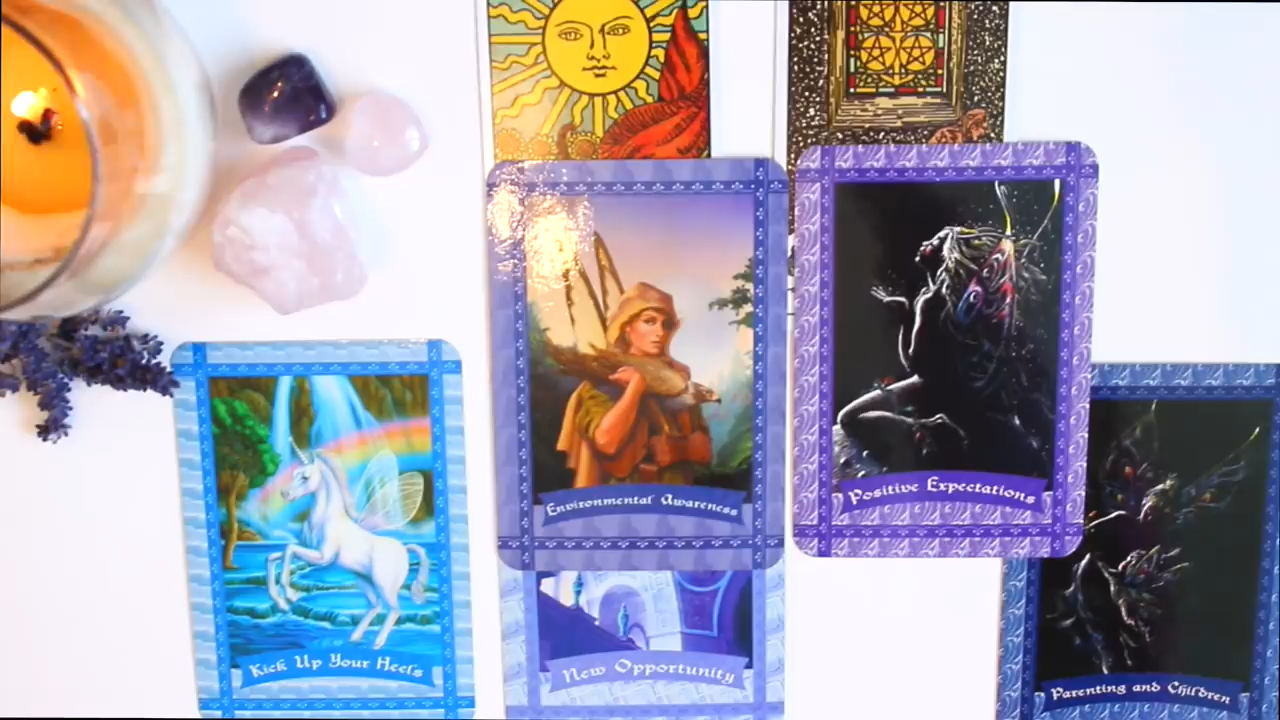 Environmental Awareness
Positive Expectations
Kick Up Your Heels
New Opportunity
Parenting and Children